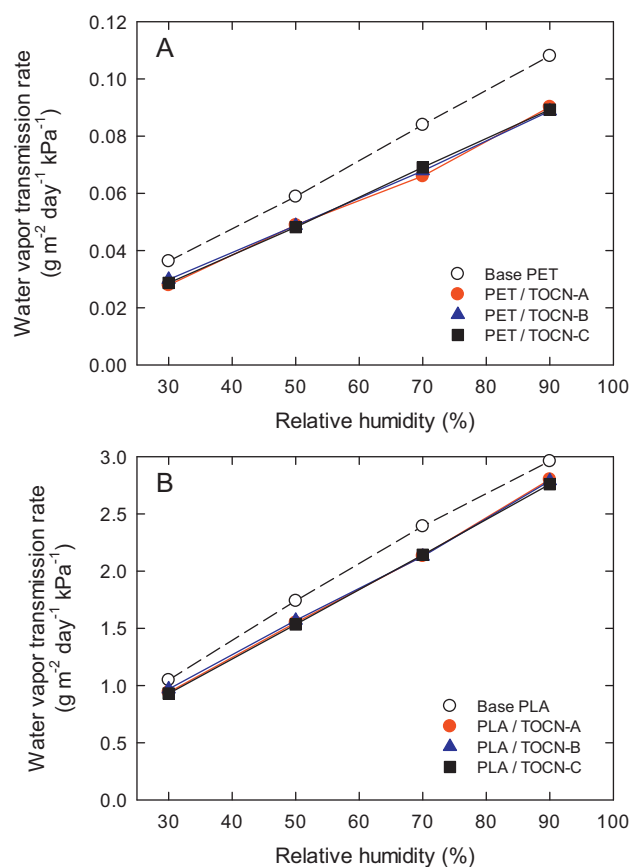 A
Water vapor transmission rate
(g m⁻² day⁻¹ kPa⁻¹)
0.12
0.10
0.08
0.06
0.04
0.02
0.00
Base PET
PET / TOCN-A
PET / TOCN-B
PET / TOCN-C
30 40 50 60 70 80 90 100
Relative humidity (%)
B
Water vapor transmission rate
(g m⁻² day⁻¹ kPa⁻¹)
3.0
2.5
2.0
1.5
1.0
0.5
0.0
Base PLA
PLA / TOCN-A
PLA / TOCN-B
PLA / TOCN-C
30 40 50 60 70 80 90 100
Relative humidity (%)